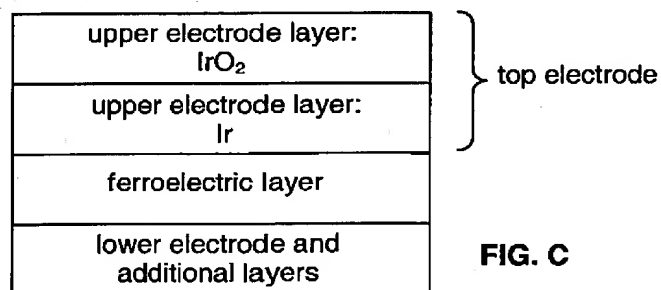 upper electrode layer:
IrO₂
upper electrode layer:
Ir
top electrode
ferroelectric layer
lower electrode and
additional layers
FIG. C